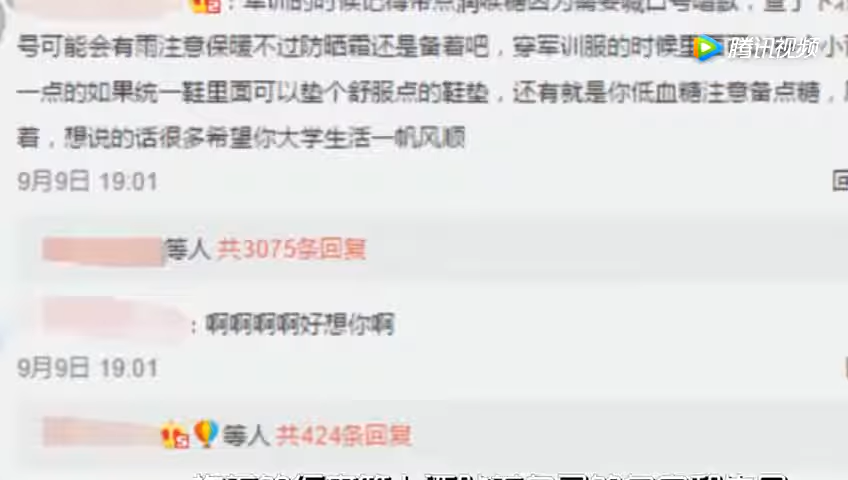 ：军训的时候记得带点润喉糖因为需要喊口号唱歌，查了下
腾讯视频
号可能会有雨注意保暖不过防晒霜还是备着吧，穿军训服的时候里
一点的如果统一鞋里面可以垫个舒服点的鞋垫，还有就是你低血糖注意备点糖，
着，想说的话很多希望你大学生活一帆风顺
9月9日 19:01
等人 共3075条回复
：啊啊啊啊好想你啊
9月9日 19:01
等人 共424条回复